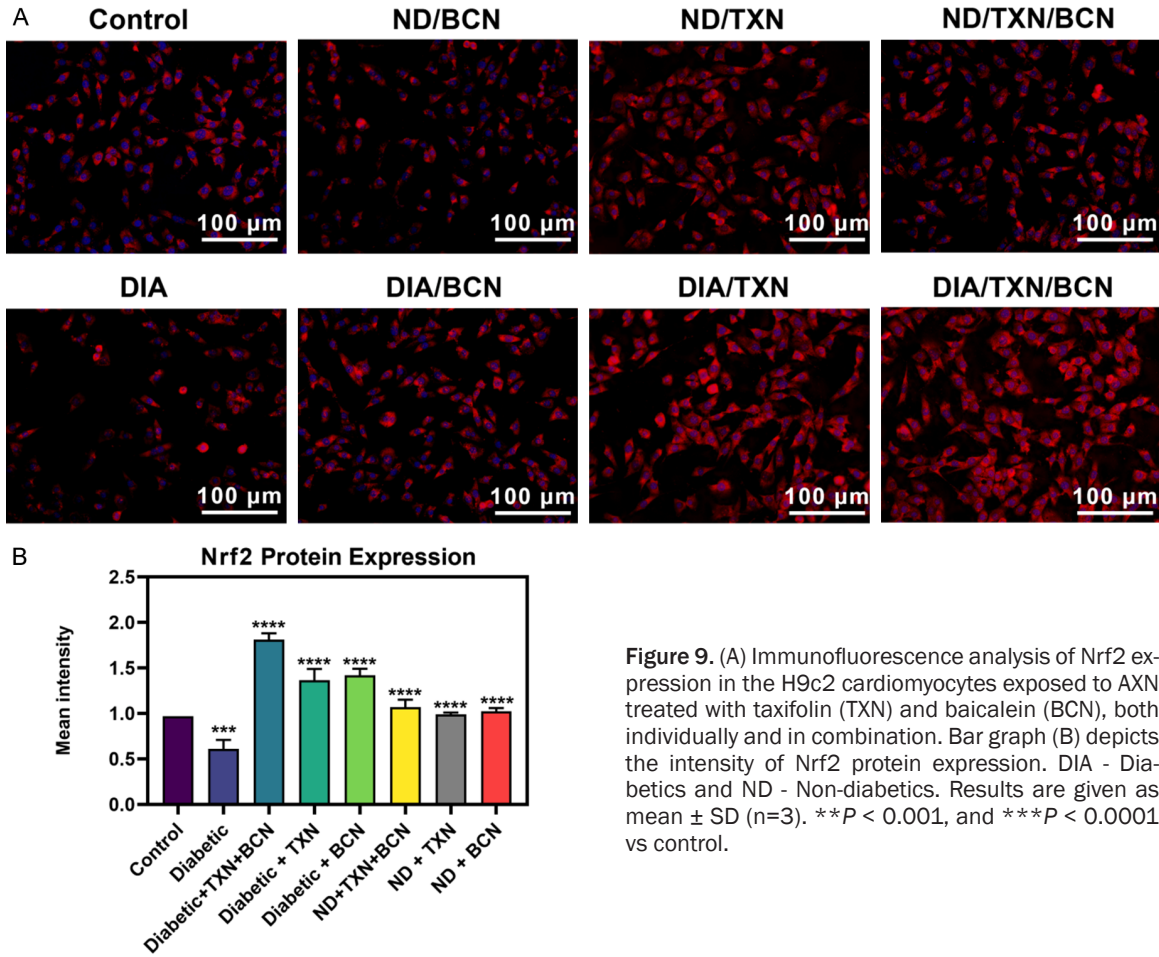 A
Control
ND/BCN
ND/TXN
ND/TXN/BCN
100 µm
100 µm
100 µm
100 µm
DIA
DIA/BCN
DIA/TXN
DIA/TXN/BCN
100 µm
100 µm
100 µm
100 µm
B
Nrf2 Protein Expression
Mean intensity
2.5
2.0
1.5
1.0
0.5
0.0
***
****
****
****
****
****
****
Control
Diabetic
Diabetic+TXN+BCN
Diabetic + TXN
Diabetic + BCN
ND+TXN+BCN
ND + TXN
ND + BCN
Figure 9. (A) Immunofluorescence analysis of Nrf2 ex-
pression in the H9c2 cardiomyocytes exposed to AXN
treated with taxifolin (TXN) and baicalein (BCN), both
individually and in combination. Bar graph (B) depicts
the intensity of Nrf2 protein expression. DIA - Dia-
betics and ND - Non-diabetics. Results are given as
mean ± SD (n=3). **P < 0.001, and ***P < 0.0001
vs control.